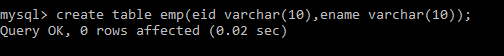 mysql> create table emp(eid varchar(10),ename varchar(10));
Query OK, 0 rows affected (0.02 sec)